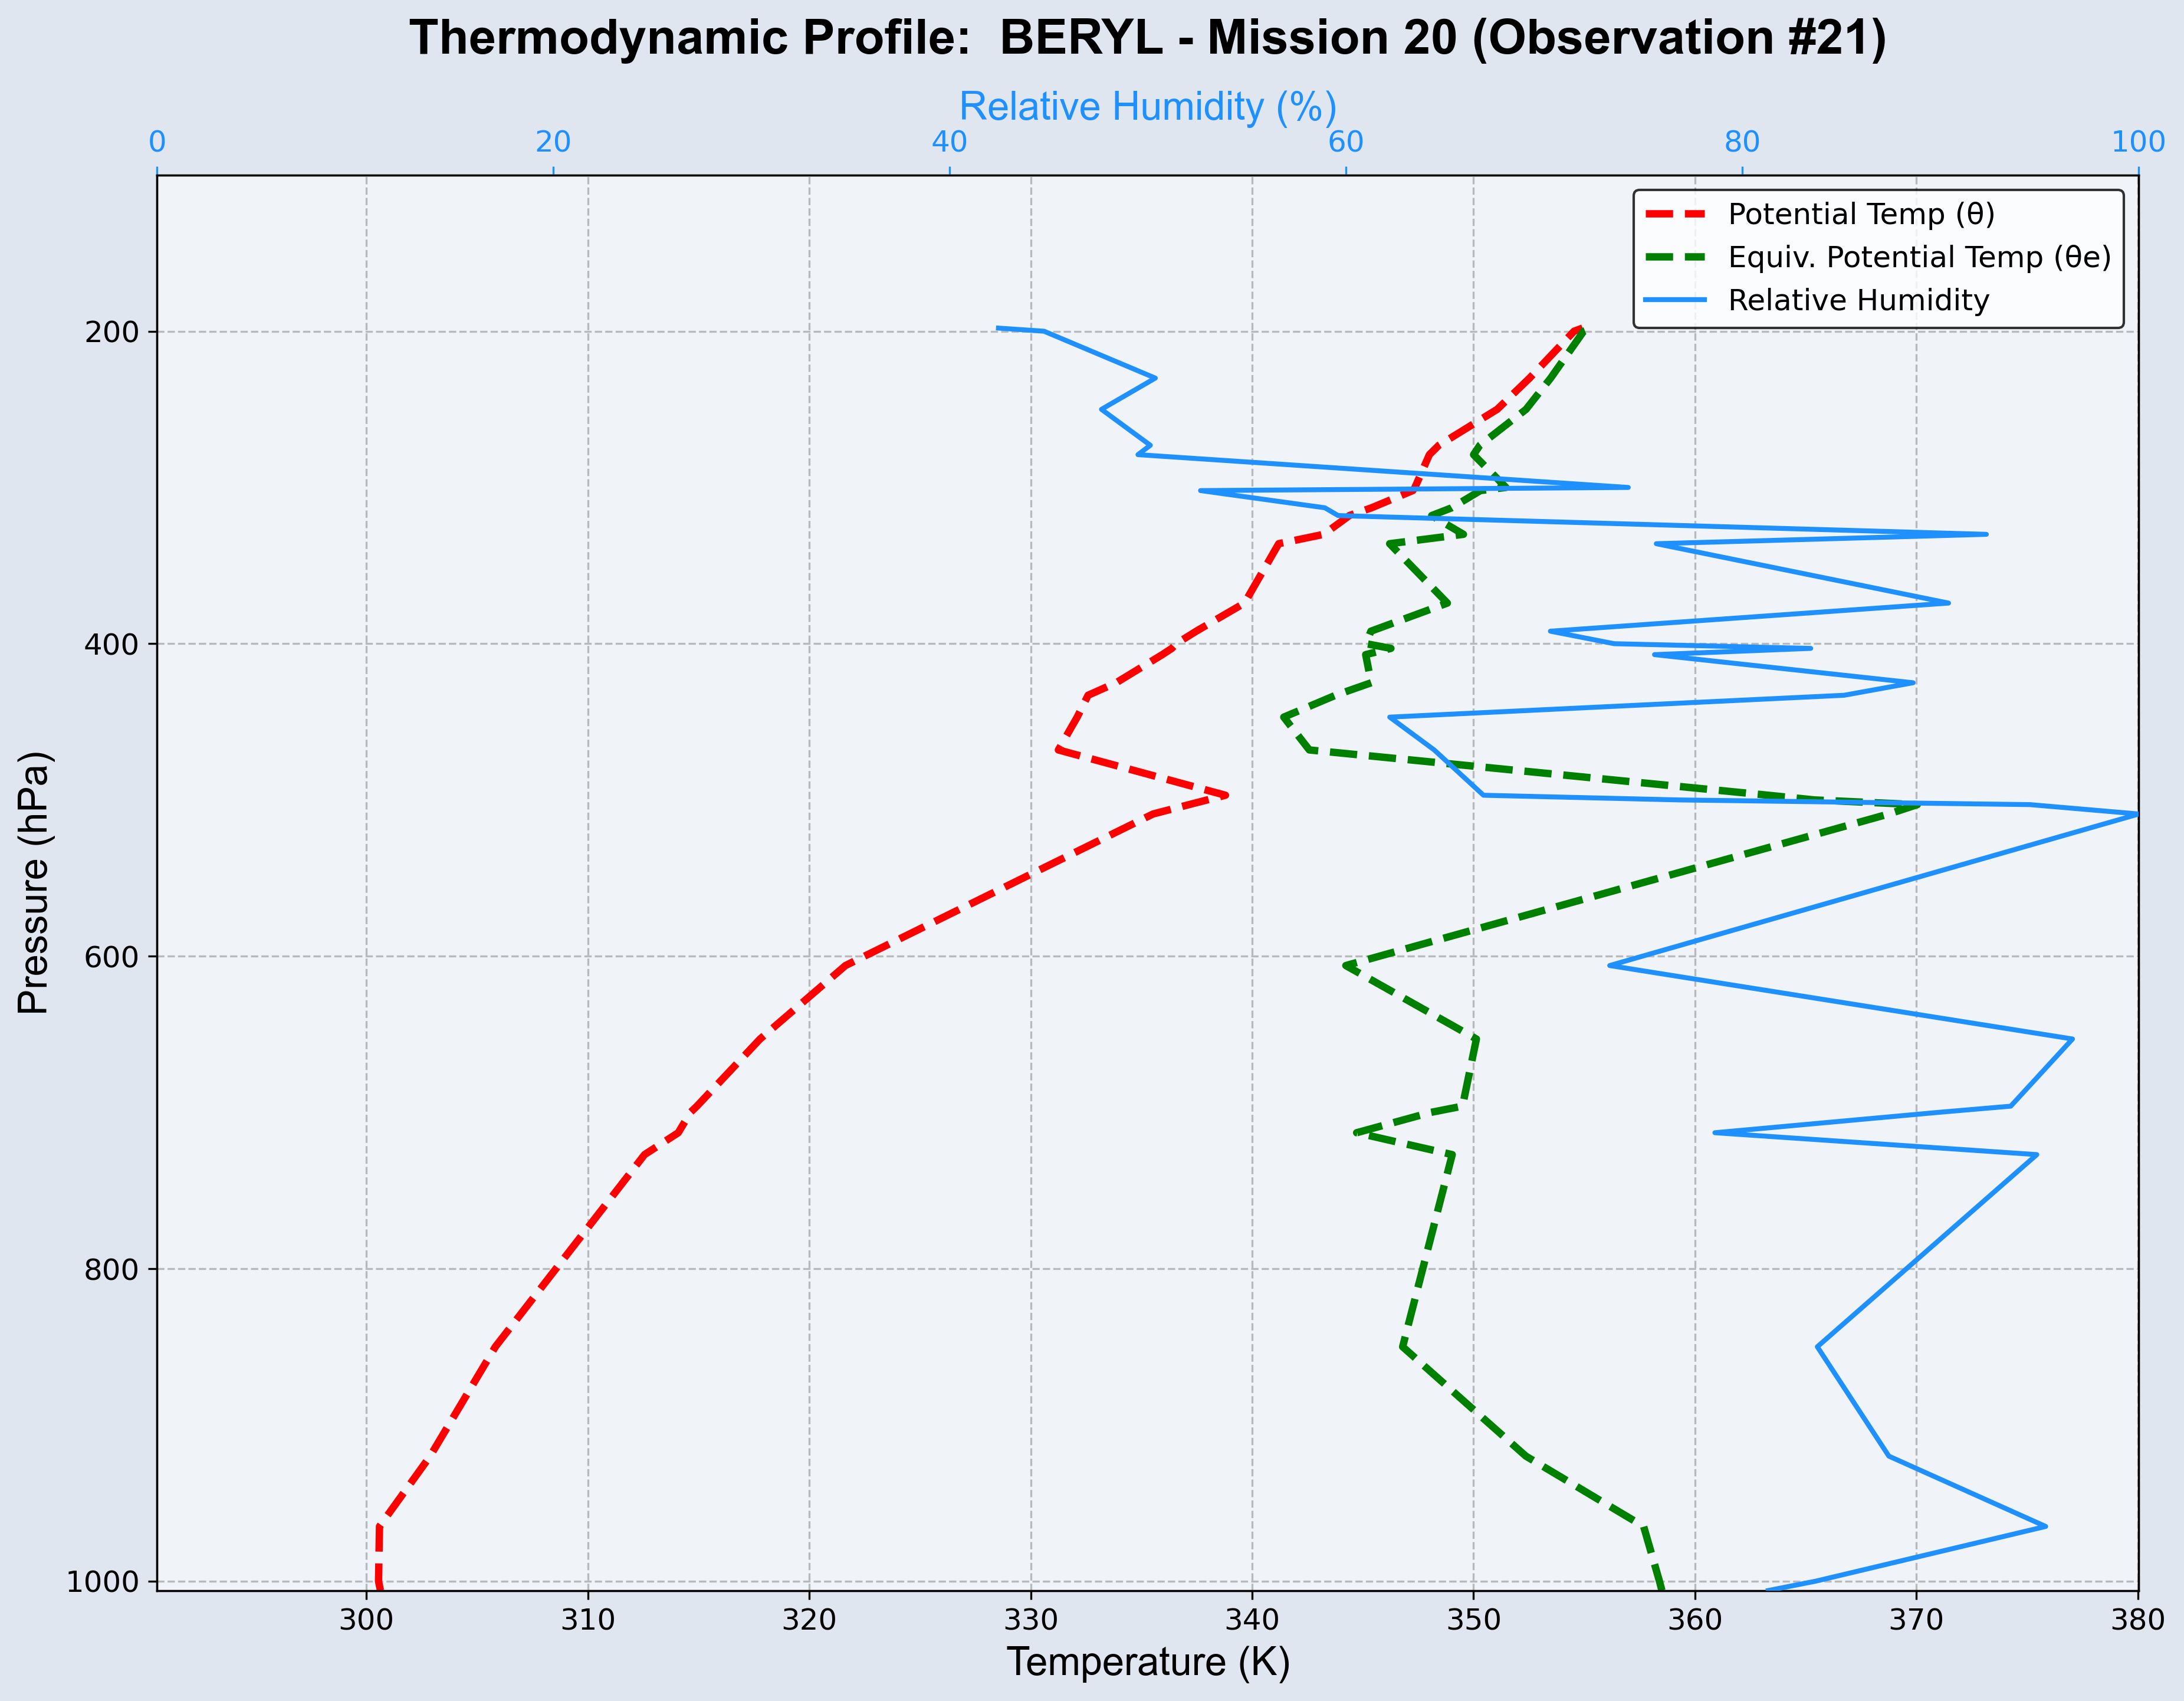 Thermodynamic Profile:  BERYL - Mission 20 (Observation #21)
Relative Humidity (%)
0 20 40 60 80 100
Potential Temp (θ)
Equiv. Potential Temp (θe)
Relative Humidity
Pressure (hPa)
200
400
600
800
1000
300 310 320 330 340 350 360 370 380
Temperature (K)